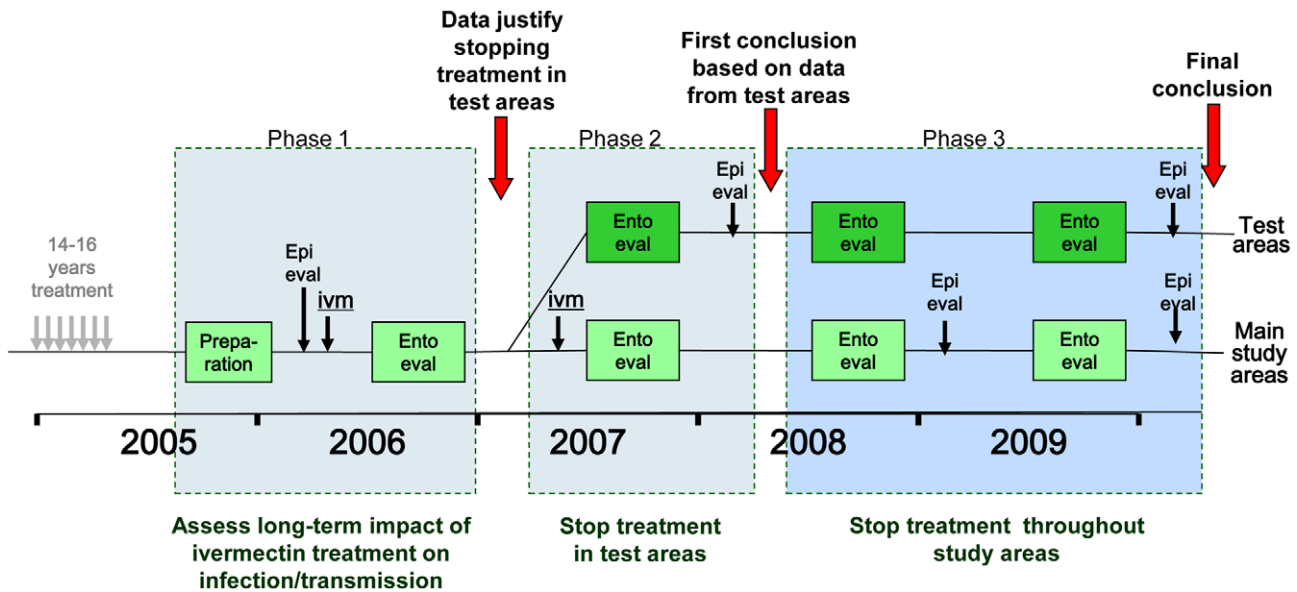 Data justify
stopping
treatment in
test areas
First conclusion
based on data
from test areas
Final
conclusion
Phase 1
Phase 2
Phase 3
14-16
years
treatment
Epi
eval
ivm
Prepa-
ration
Ento
eval
Ento
eval
Epi
eval
ivm
Ento
eval
Ento
eval
Ento
eval
Epi
eval
Test
areas
Ento
eval
Epi
eval
Ento
eval
Epi
eval
Main
study
areas
2005
2006
2007
2008
2009
Assess long-term impact of
ivermectin treatment on
infection/transmission
Stop treatment
in test areas
Stop treatment throughout
study areas